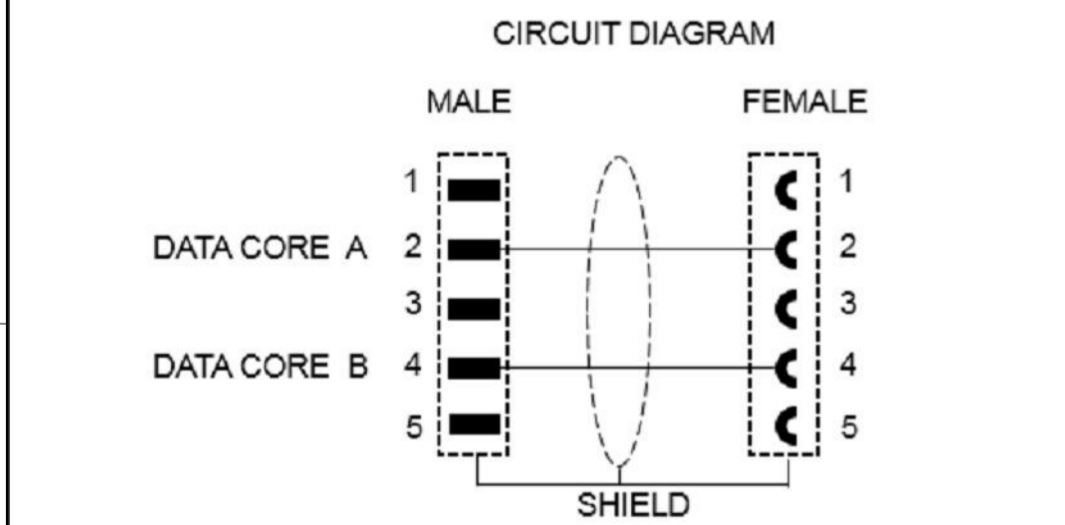 CIRCUIT DIAGRAM
MALE FEMALE
1 1
DATA CORE A 2 2
3 3
DATA CORE B 4 4
5 5
SHIELD